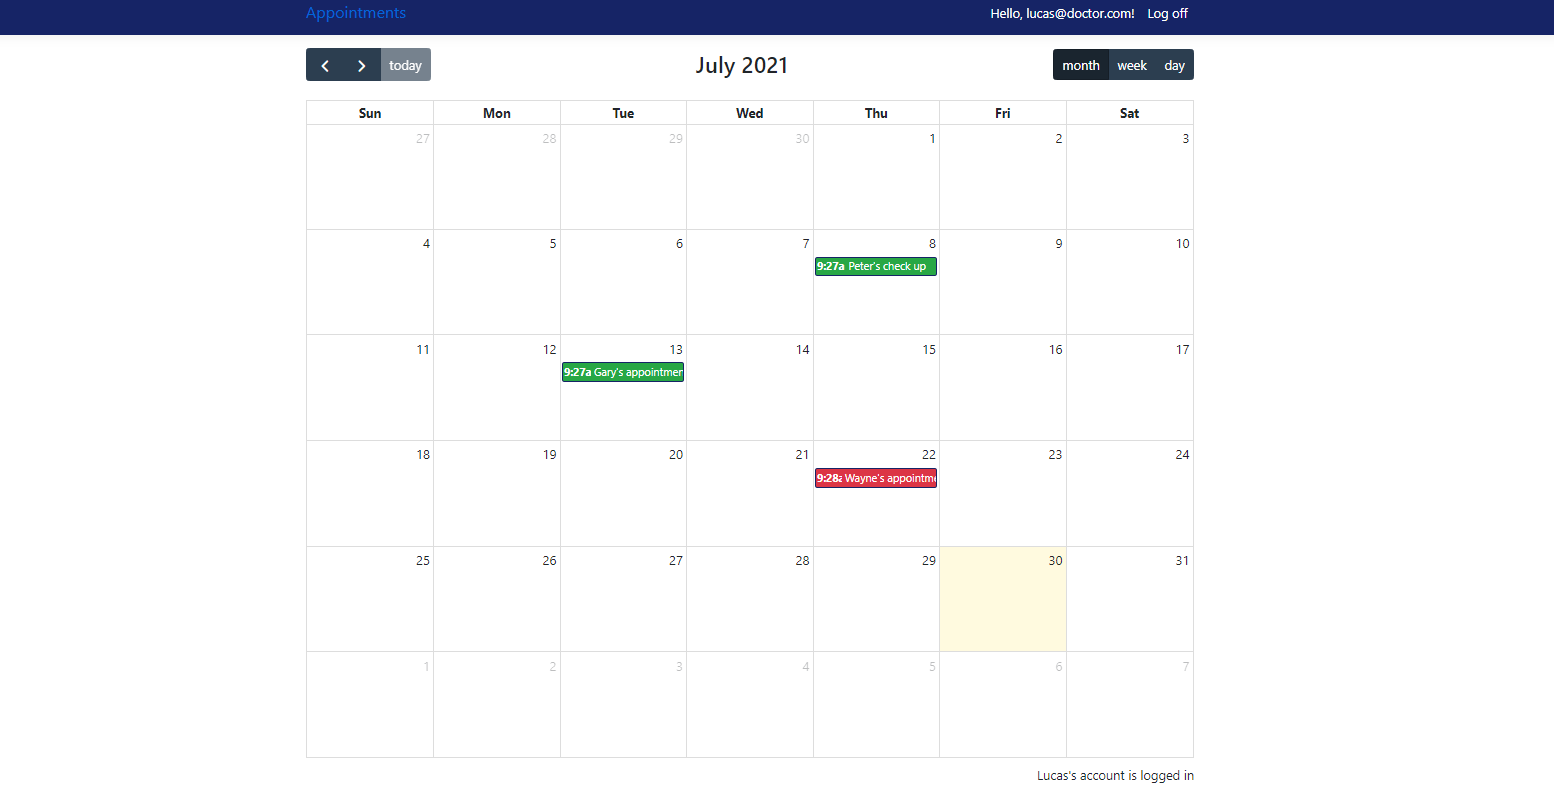 Appointments Hello, lucas@doctor.com! Log off
today July 2021 month week day
Sun Mon Tue Wed Thu Fri Sat
27 28 29 30 1 2 3
4 5 6 7 8 9 10
9:27a Peter's check up
11 12 13 14 15 16 17
9:27a Gary's appointmen
18 19 20 21 22 23 24
9:28a Wayne's appointme
25 26 27 28 29 30 31
1 2 3 4 5 6 7
Lucas's account is logged in